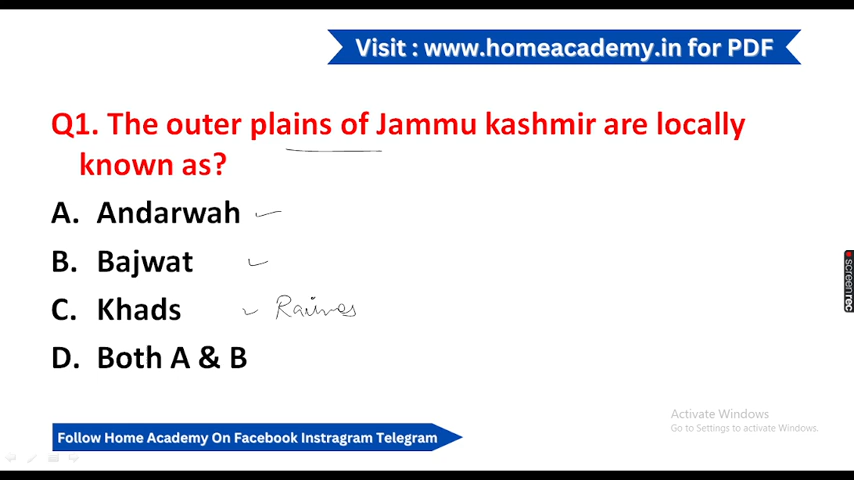 Visit : www.homeacademy.in for PDF
Q1. The outer plains of Jammu kashmir are locally
known as?
A. Andarwah
B. Bajwat
C. Khads
D. Both A & B
Follow Home Academy On Facebook Instragram Telegram
Activate Windows
Go to Settings to activate Windows.
screenrec